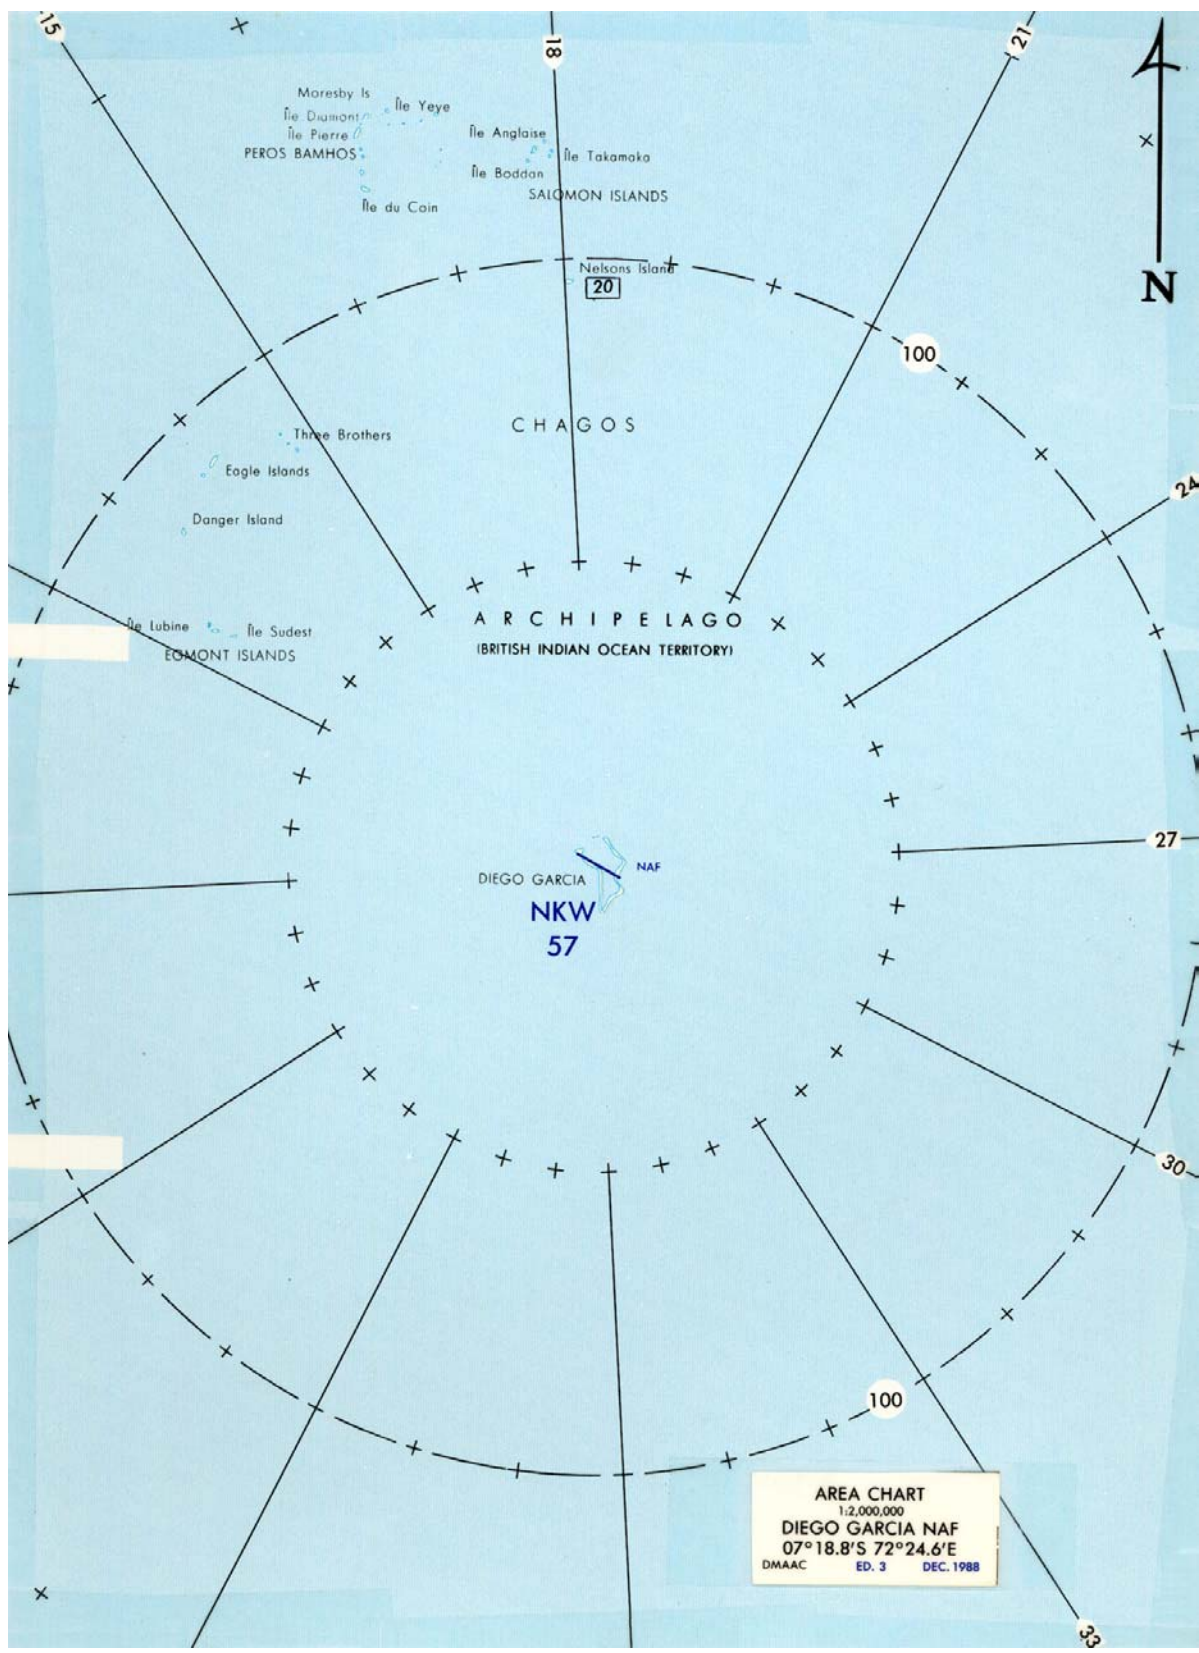 15
18
21
Moresby Is
Île Yeye
Île Diamont
Île Pierre
PEROS BAMHOS
Île du Coin
Île Anglaise
Île Takamaka
Île Boddan
SALOMON ISLANDS
N
Nelsons Island
20
100
CHAGOS
Three Brothers
Eagle Islands
24
Danger Island
ARCHIPELAGO
(BRITISH INDIAN OCEAN TERRITORY)
Île Lubine
Île Sudest
EGMONT ISLANDS
27
NAF
DIEGO GARCIA
NKW
57
30
100
AREA CHART
1:2,000,000
DIEGO GARCIA NAF
07°18.8'S 72°24.6'E
DMAAC ED. 3 DEC. 1988
33